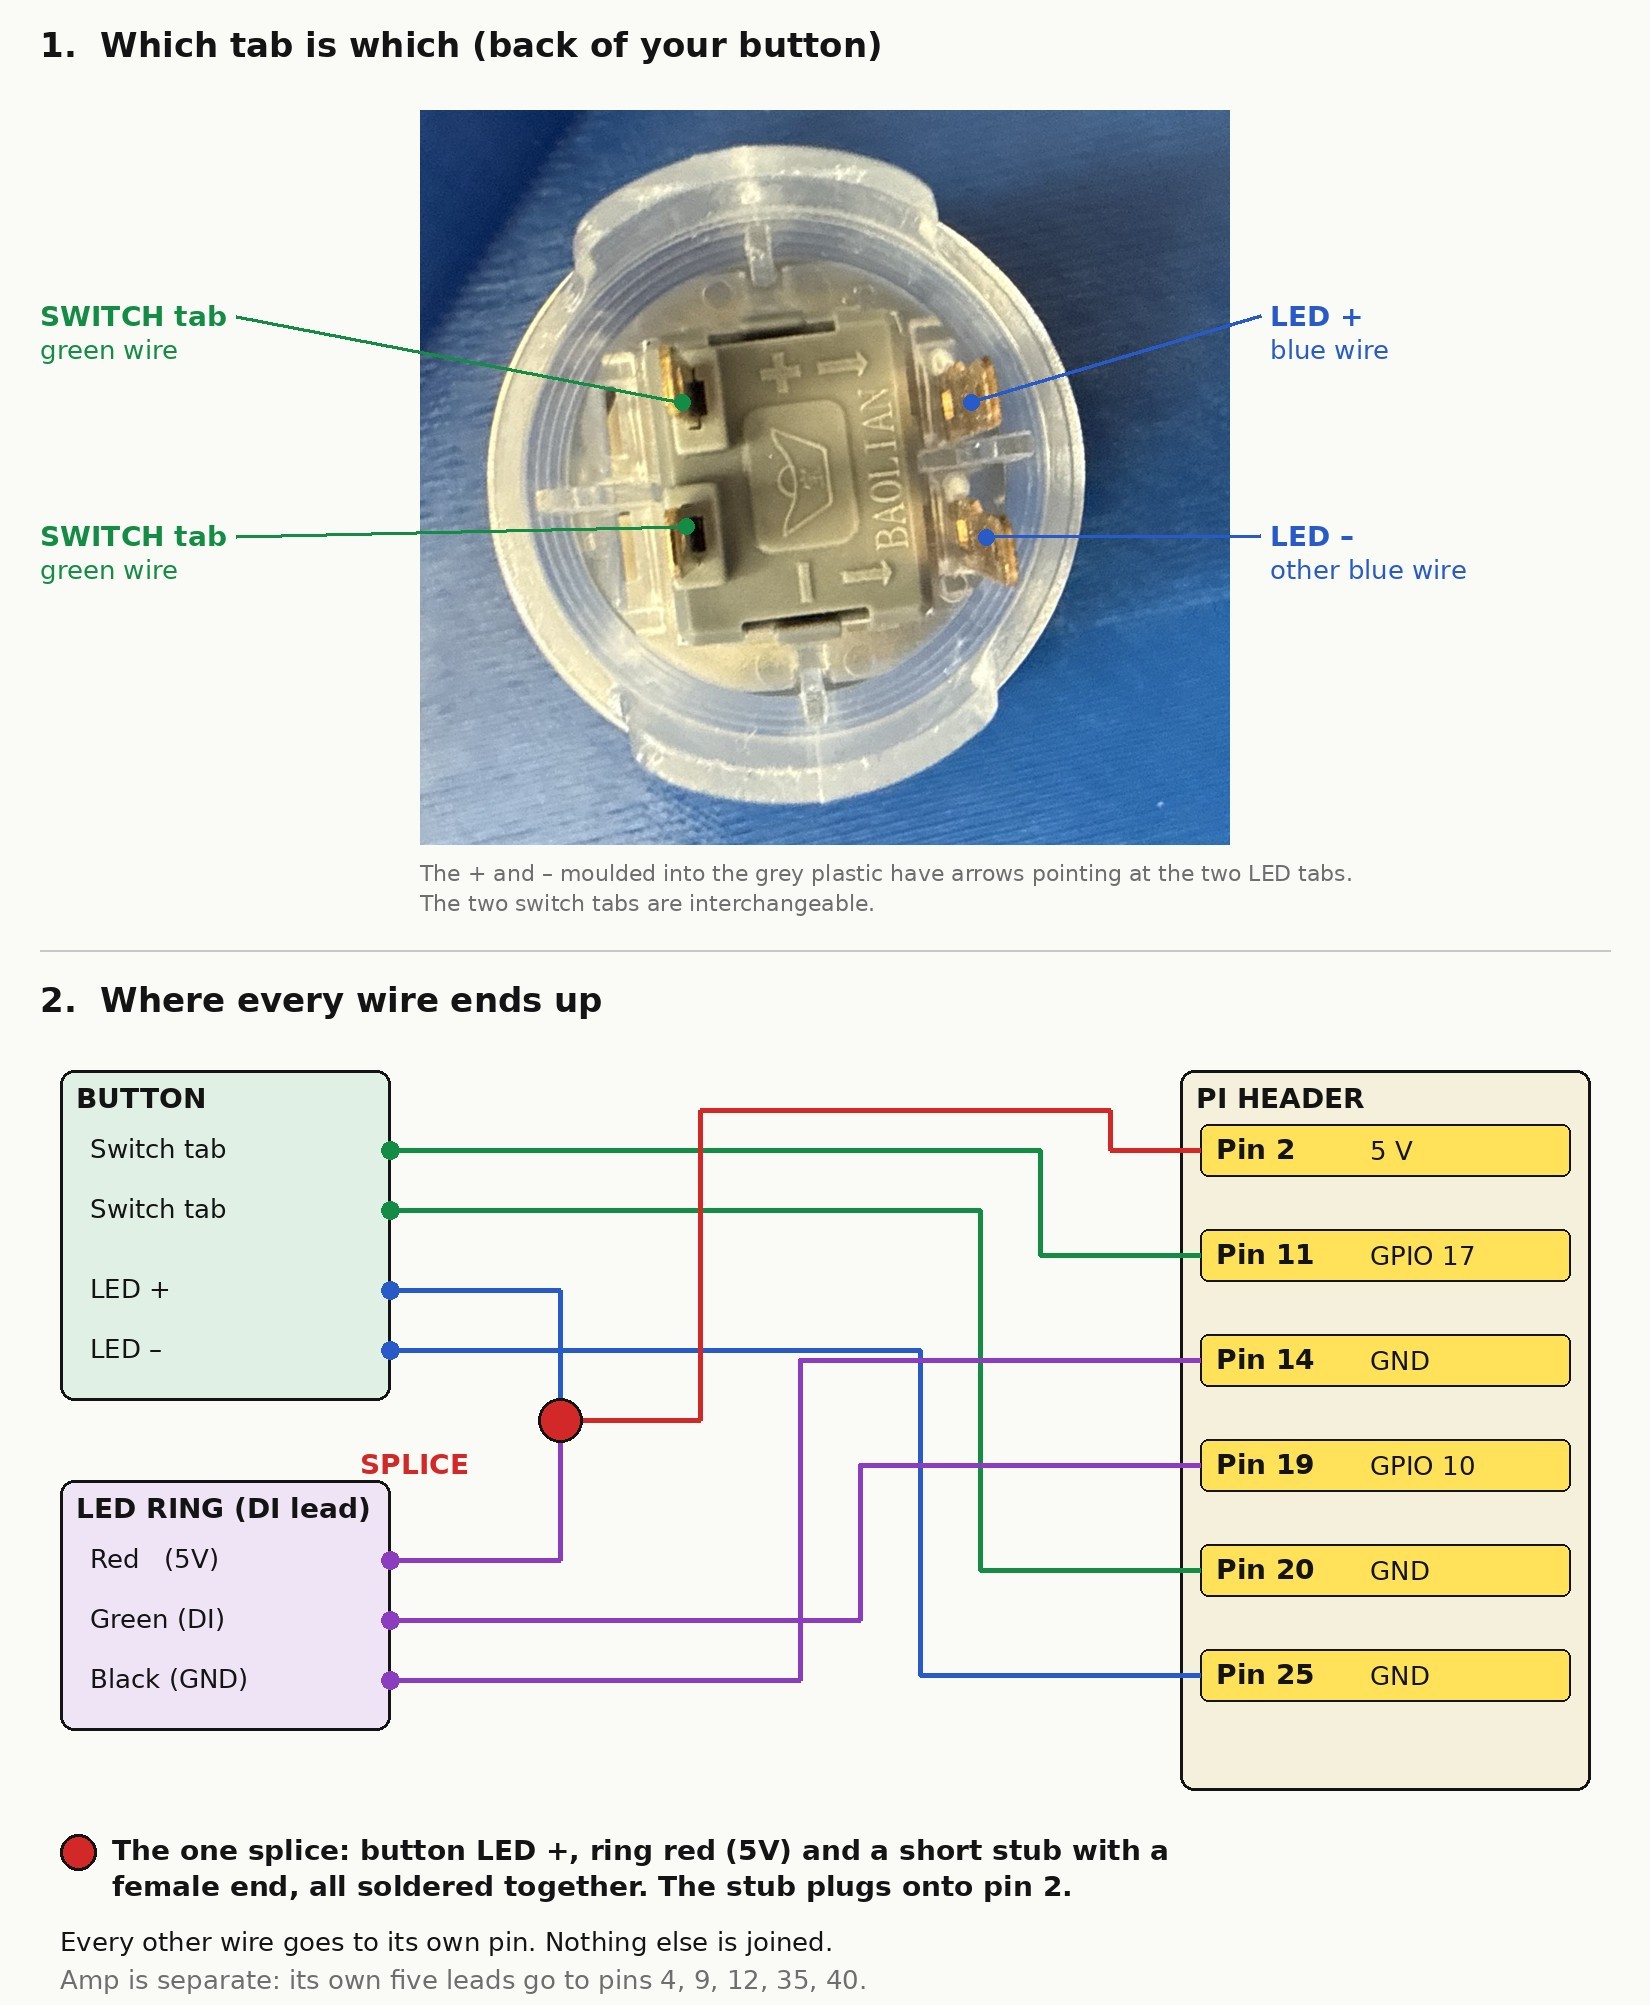 1. Which tab is which (back of your button)
SWITCH tab
green wire
LED +
blue wire
SWITCH tab
green wire
LED –
other blue wire
+
BAOLIAN
–
The + and – moulded into the grey plastic have arrows pointing at the two LED tabs.
The two switch tabs are interchangeable.
2. Where every wire ends up
BUTTON
Switch tab
Switch tab
LED +
LED –
SPLICE
LED RING (DI lead)
Red (5V)
Green (DI)
Black (GND)
PI HEADER
Pin 2 5 V
Pin 11 GPIO 17
Pin 14 GND
Pin 19 GPIO 10
Pin 20 GND
Pin 25 GND
The one splice: button LED +, ring red (5V) and a short stub with a
female end, all soldered together. The stub plugs onto pin 2.
Every other wire goes to its own pin. Nothing else is joined.
Amp is separate: its own five leads go to pins 4, 9, 12, 35, 40.